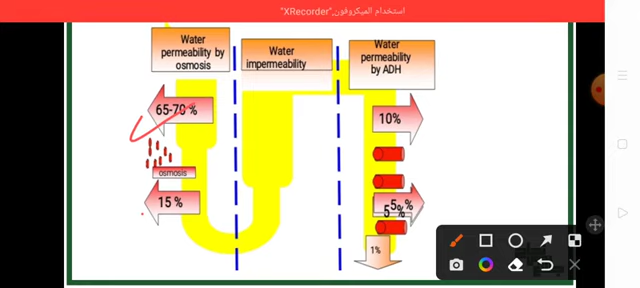 استخدام الميكروفون,"XRecorder"
Water
permeability by
osmosis
Water
impermeability
Water
permeability
by ADH
65-70 %
10%
osmosis
15 %
5 %
5 %
1%